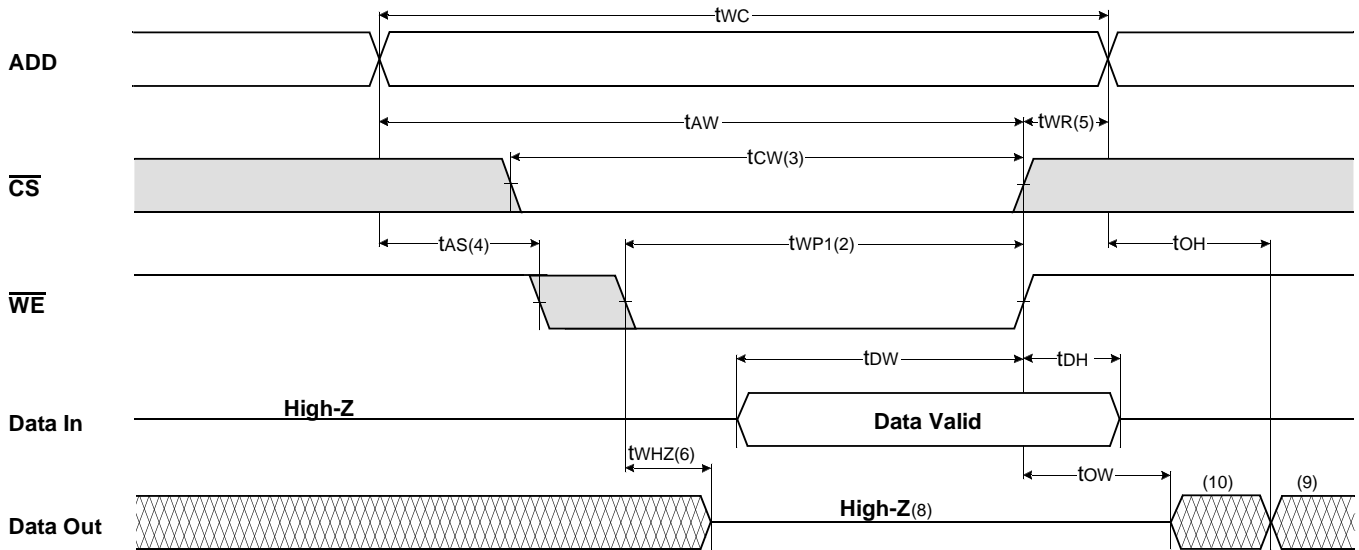 tWC
ADD
tAW
tWR(5)
tCW(3)
CS
tAS(4)
tWP1(2)
tOH
WE
tDW
tDH
High-Z
Data In
Data Valid
tWHZ(6)
tOW
(10)
(9)
High-Z(8)
Data Out